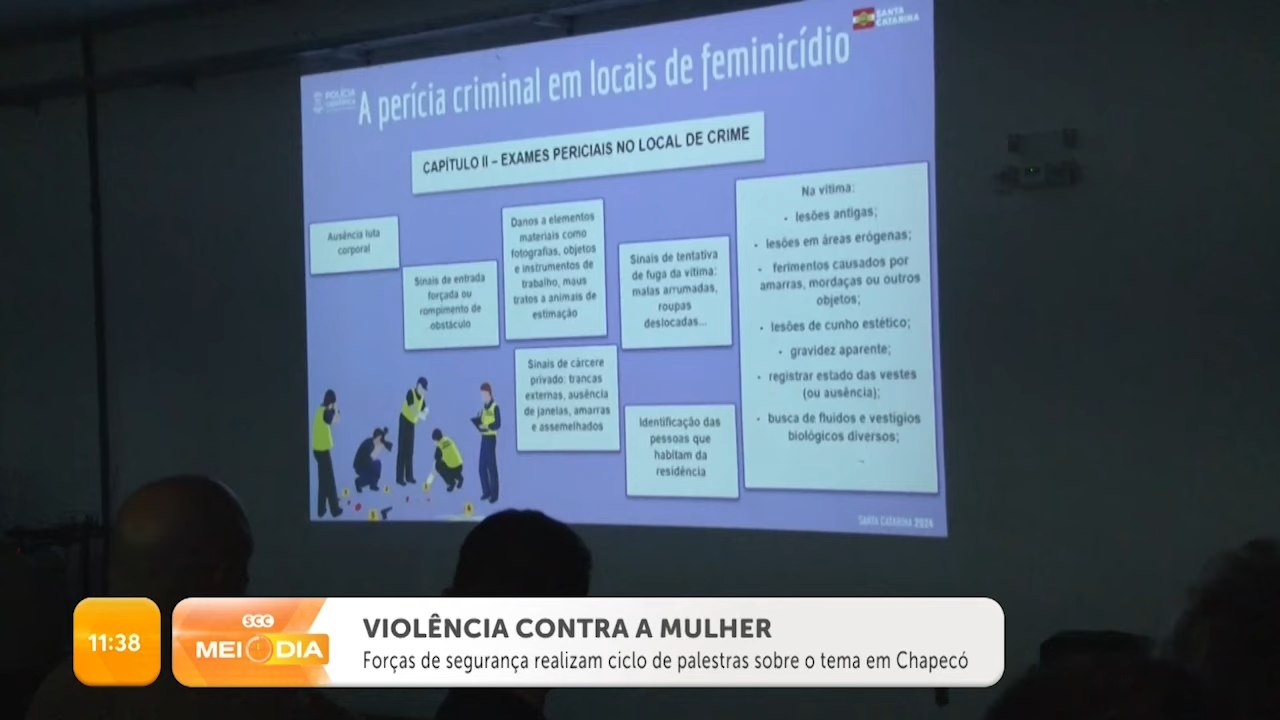 SANTA
CATARINA
POLÍCIA
CIENTÍFICA
A perícia criminal em locais de feminicídio
CAPÍTULO II – EXAMES PERICIAIS NO LOCAL DE CRIME
Ausência luta
corporal
Sinais de entrada
forçada ou
rompimento de
obstáculo
Danos a elementos
materiais como
fotografias, objetos
e instrumentos de
trabalho, maus
tratos a animais de
estimação
Sinais de cárcere
privado: trancas
externas, ausência
de janelas, amarras
e assemelhados
Sinais de tentativa
de fuga da vítima:
malas arrumadas,
roupas
deslocadas...
Identificação das
pessoas que
habitam da
residência
Na vítima:
- lesões antigas;
- lesões em áreas erógenas;
- ferimentos causados por
amarras, mordaças ou outros
objetos;
- lesões de cunho estético;
- gravidez aparente;
- registrar estado das vestes
(ou ausência);
- busca de fluidos e vestígios
biológicos diversos;
SANTA CATARINA 2024
11:38
SCC
MEIO DIA
VIOLÊNCIA CONTRA A MULHER
Forças de segurança realizam ciclo de palestras sobre o tema em Chapecó